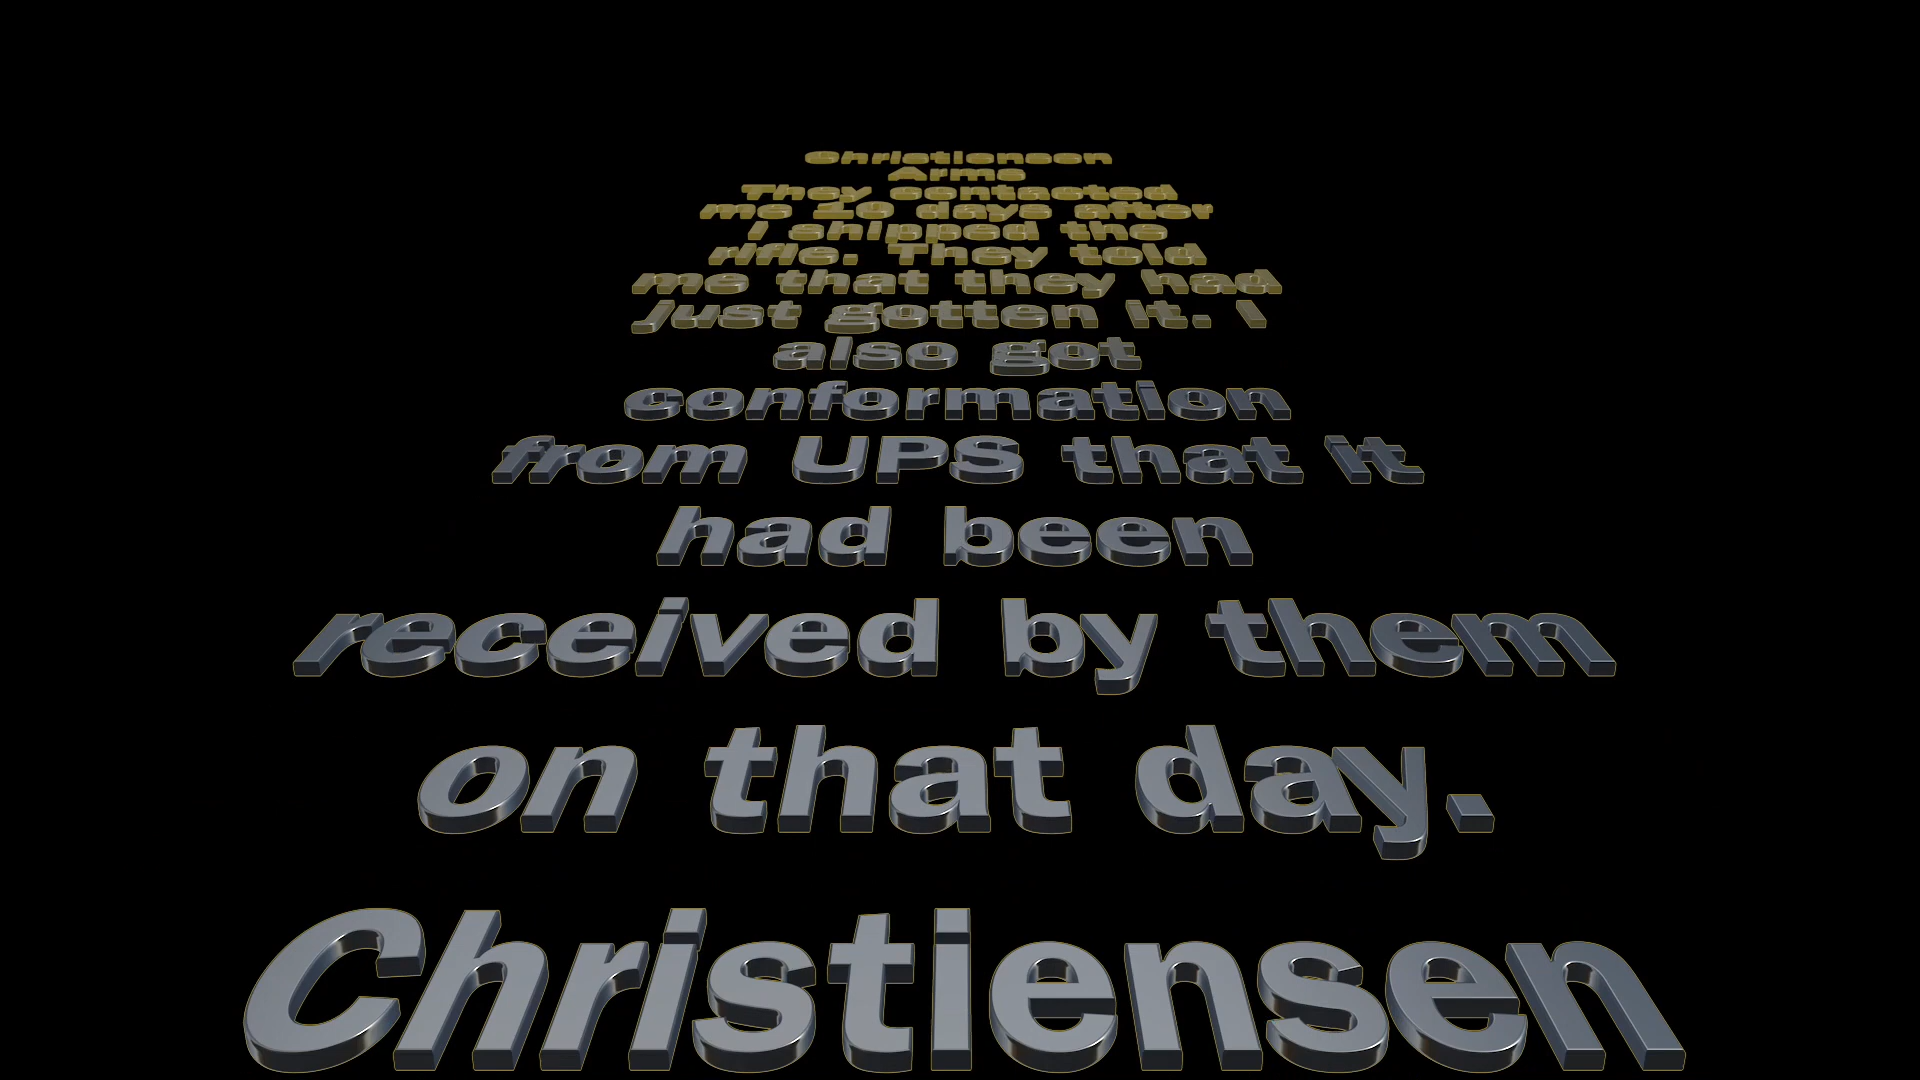 Christiensen
Arms
They contacted
me 10 days after
I shipped the
rifle. They told
me that they had
just gotten it. I
also got
conformation
from UPS that it
had been
received by them
on that day.
Christiensen